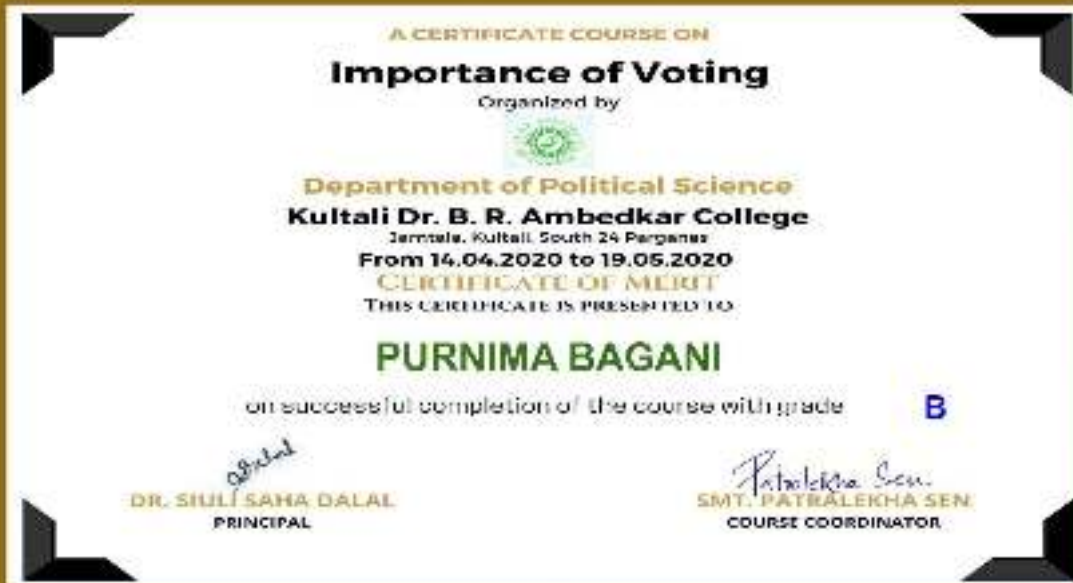 A CERTIFICATE COURSE ON
Importance of Voting
Organized by
Department of Political Science
Kultali Dr. B. R. Ambedkar College
Kultali, South 24 Parganas
From 14.04.2020 to 19.05.2020
CERTIFICATE OF MERIT
THIS CERTIFICATE IS PRESENTED TO
PURNIMA BAGANI
on successful completion of the course with grade B
DR. SIULI SAHA DALAL
PRINCIPAL
Patralekha Sen.
SMT. PATRALEKHA SEN
COURSE COORDINATOR